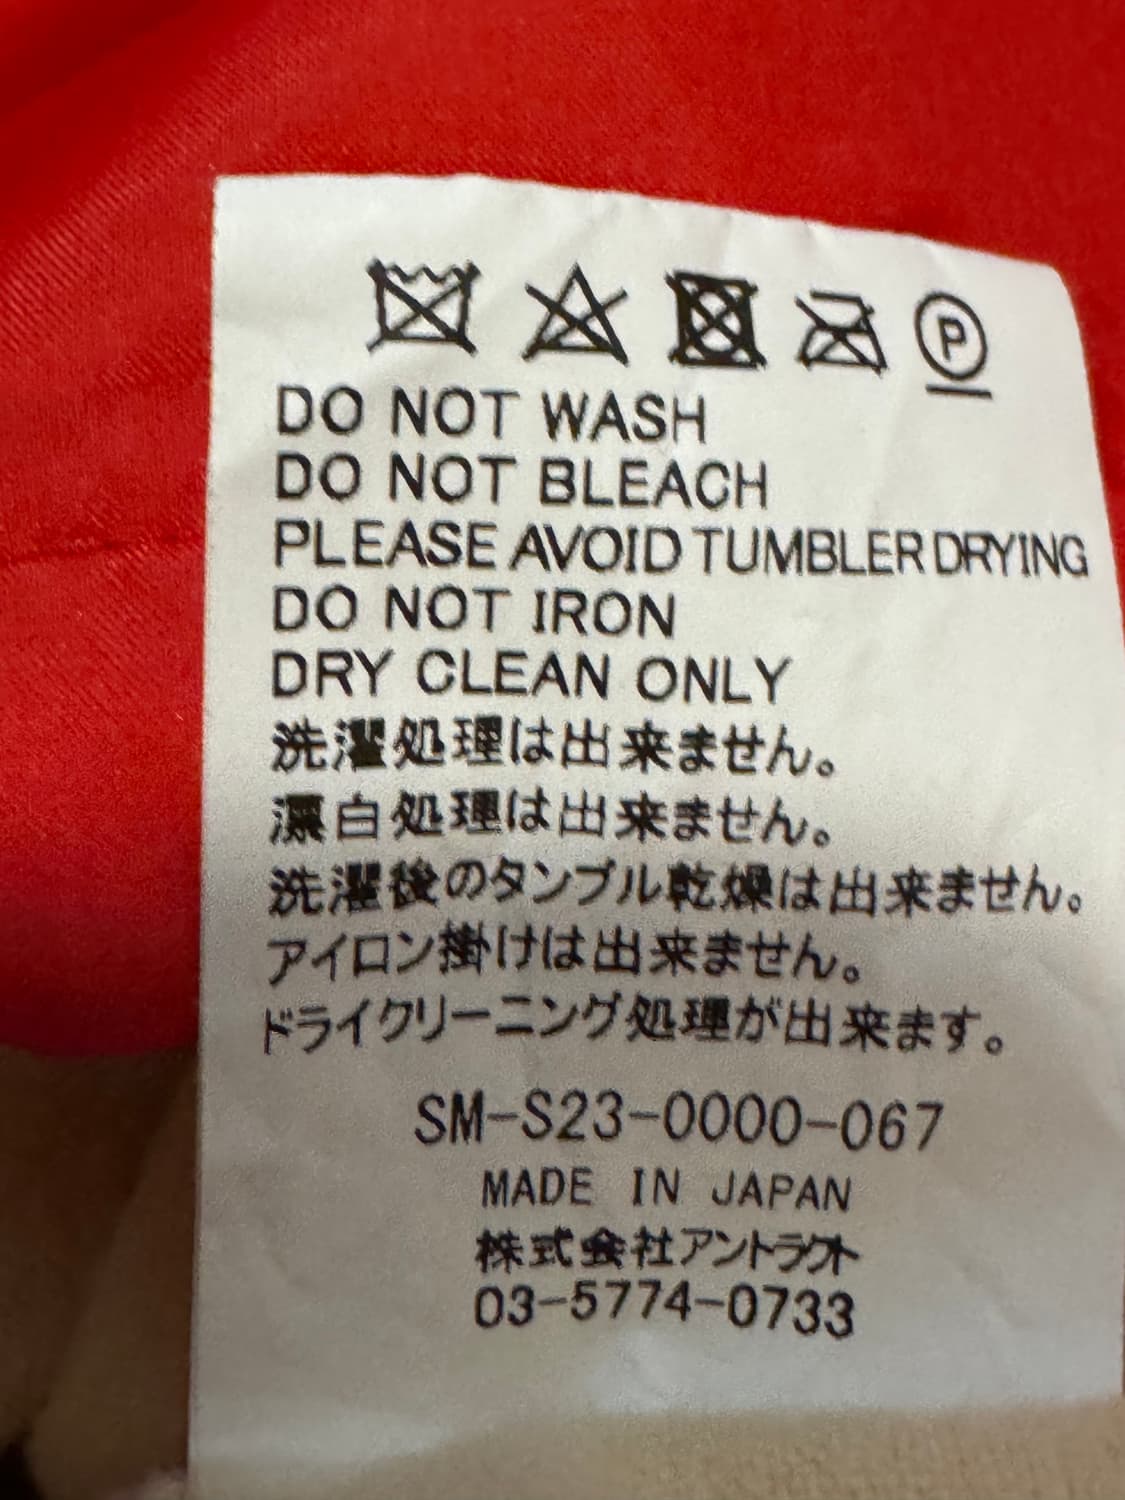 P
DO NOT WASH
DO NOT BLEACH
PLEASE AVOID TUMBLER DRYING
DO NOT IRON
DRY CLEAN ONLY
洗濯処理は出来ません。
漂白処理は出来ません。
洗濯後のタンブル乾燥は出来ません。
アイロン掛けは出来ません。
ドライクリーニング処理が出来ます。
SM-S23-0000-067
MADE IN JAPAN
株式会社アントラクト
03-5774-0733